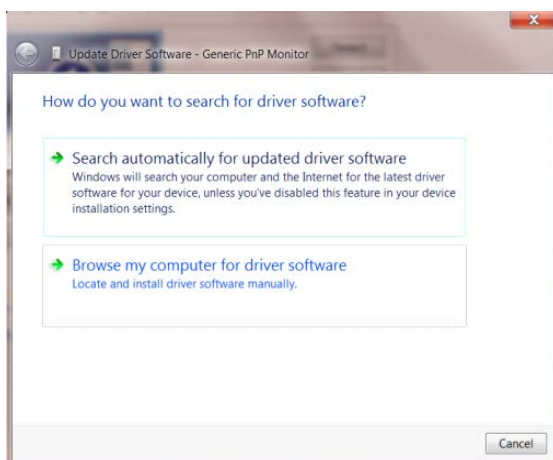 Update Driver Software - Generic PnP Monitor
How do you want to search for driver software?
Search automatically for updated driver software
Windows will search your computer and the Internet for the latest driver
software for your device, unless you've disabled this feature in your device
installation settings.
Browse my computer for driver software
Locate and install driver software manually.
Cancel